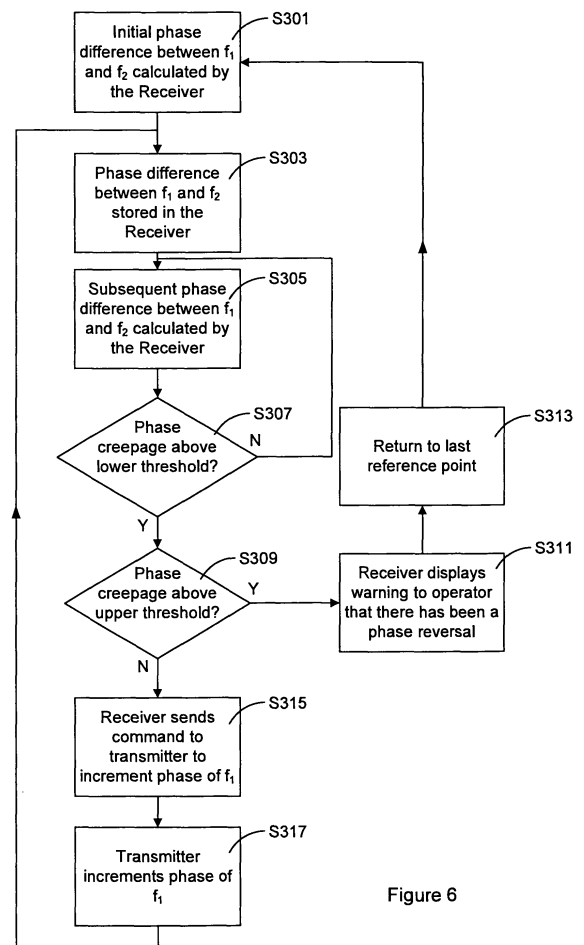 S301
Initial phase
difference between f₁
and f₂ calculated by
the Receiver
S303
Phase difference
between f₁ and f₂
stored in the
Receiver
S305
Subsequent phase
difference between f₁
and f₂ calculated by
the Receiver
S307
Phase
creepage above
lower threshold?
N
Y
S313
Return to last
reference point
S309
Phase
creepage above
upper threshold?
Y
N
S311
Receiver displays
warning to operator
that there has been a
phase reversal
S315
Receiver sends
command to
transmitter to
increment phase of f₁
S317
Transmitter
increments phase of
f₁
Figure 6